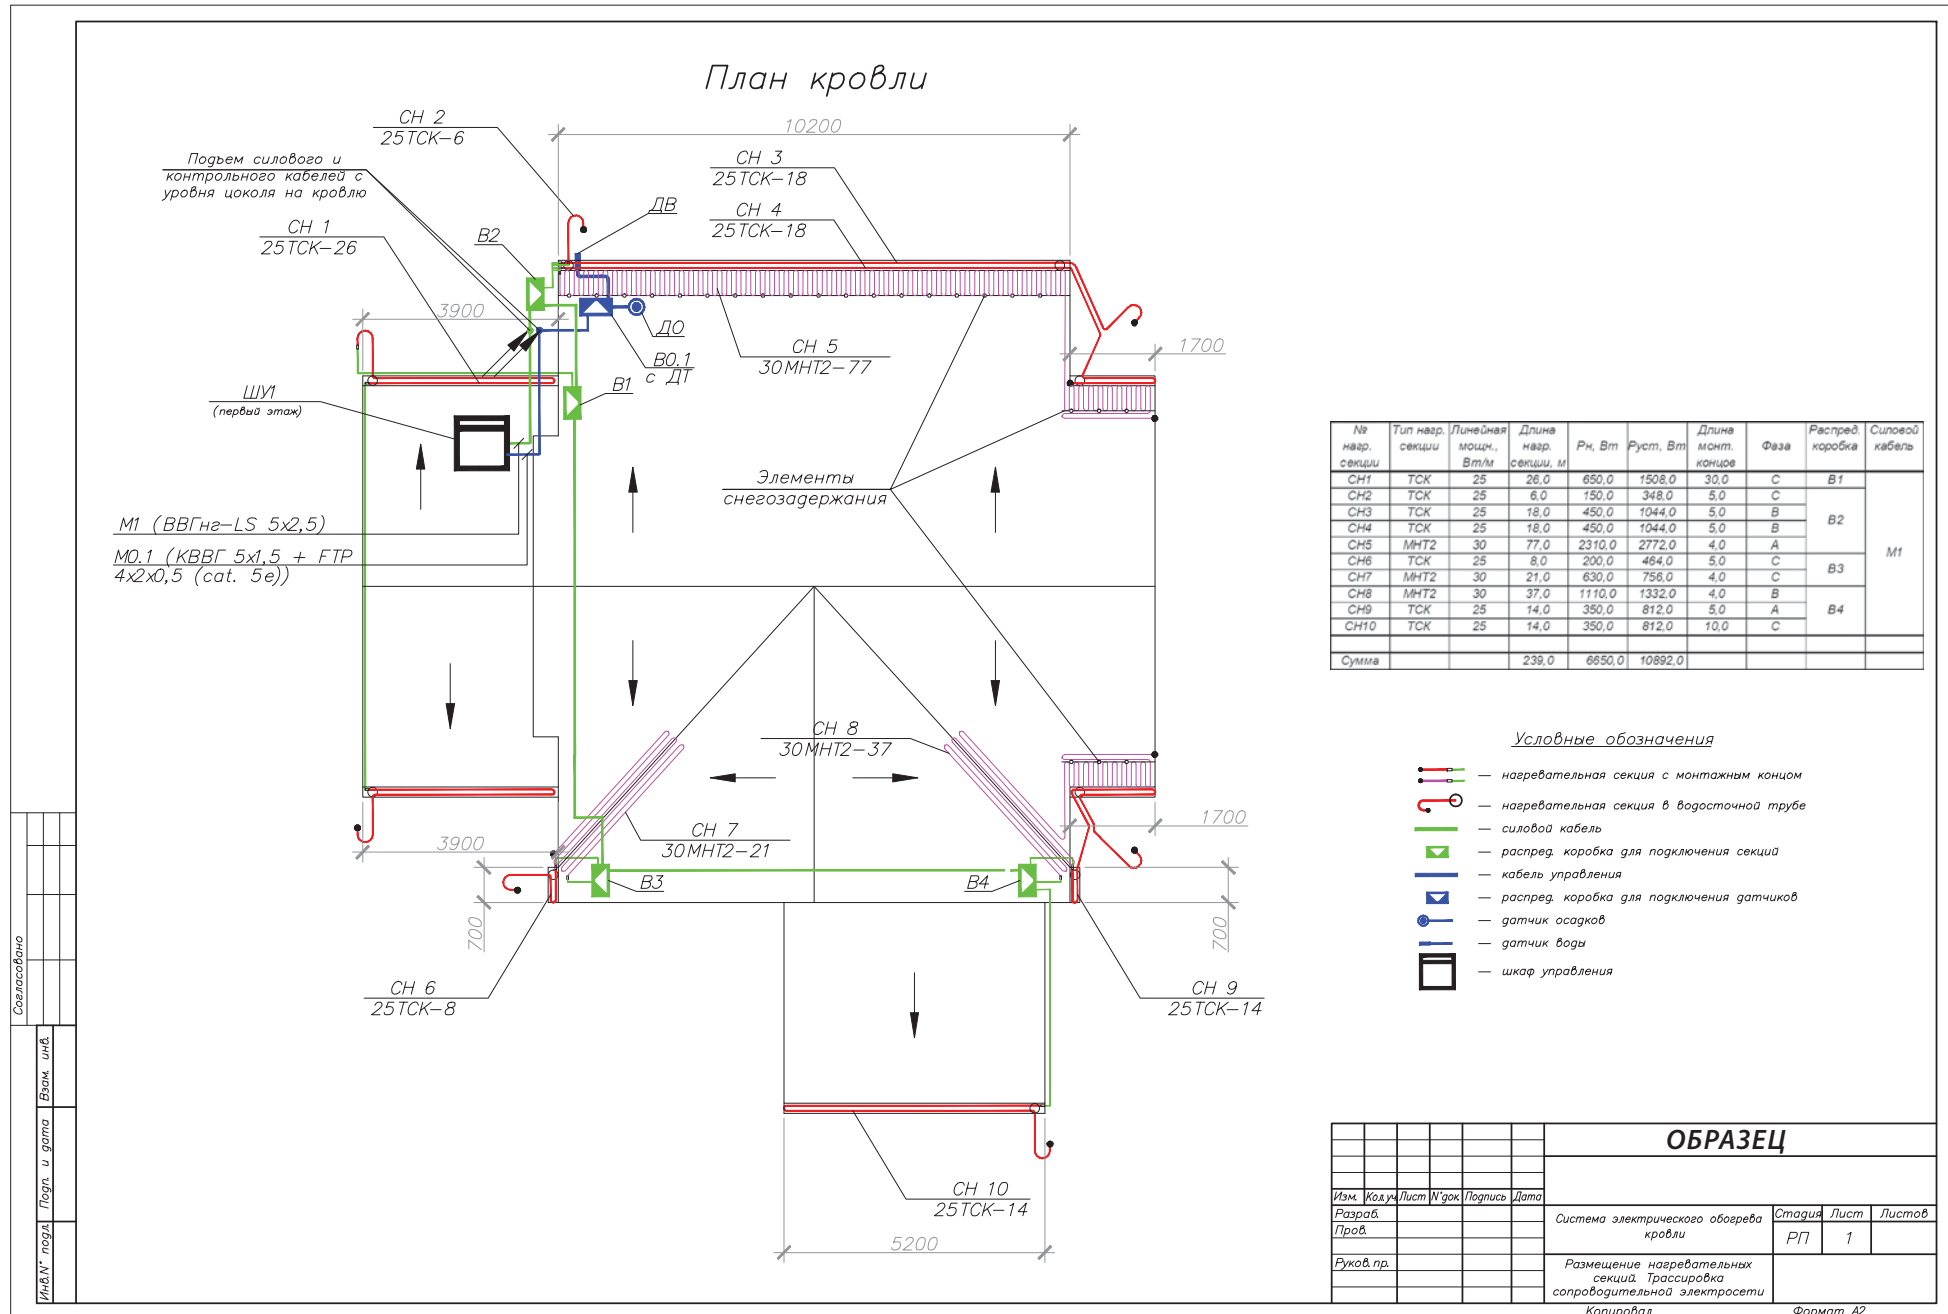 План кровли
СН 2
25ТСК-6
10200
Подъем силового и
контрольного кабелей с
уровня цоколя на кровлю
СН 3
25ТСК-18
ДВ
СН 4
25ТСК-18
СН 1
25ТСК-26
В2
3900
ДО
В0.1
с ДТ
СН 5
30МНТ2-77
1700
ШУ1
(первый этаж)
В1
Элементы
снегозадержания
М1 (ВВГнг-LS 5х2,5)
М0.1 (КВВГ 5х1,5 + FTP
4х2х0,5 (cat. 5e))
СН 8
30МНТ2-37
СН 7
30МНТ2-21
3900
1700
В3
В4
700
700
СН 6
25ТСК-8
СН 9
25ТСК-14
СН 10
25ТСК-14
5200
№ нагр. секции Тип нагр. секции Линейная мощн., Вт/м Длина нагр. секции, м Рн, Вт Руст, Вт Длина монт. концов Фаза Распред. коробка Силовой кабель
СН1 ТСК 25 26,0 650,0 1508,0 30,0 С В1 М1
СН2 ТСК 25 6,0 150,0 348,0 5,0 С В2
СН3 ТСК 25 18,0 450,0 1044,0 5,0 В
СН4 ТСК 25 18,0 450,0 1044,0 5,0 В
СН5 МНТ2 30 77,0 2310,0 2772,0 4,0 А
СН6 ТСК 25 8,0 200,0 464,0 5,0 С В3
СН7 МНТ2 30 21,0 630,0 756,0 4,0 С
СН8 МНТ2 30 37,0 1110,0 1332,0 4,0 В В4
СН9 ТСК 25 14,0 350,0 812,0 5,0 А
СН10 ТСК 25 14,0 350,0 812,0 10,0 С
Сумма 239,0 6650,0 10892,0
Условные обозначения
— нагревательная секция с монтажным концом
— нагревательная секция в водосточной трубе
— силовой кабель
— распред. коробка для подключения секций
— кабель управления
— распред. коробка для подключения датчиков
— датчик осадков
— датчик воды
— шкаф управления
Согласовано
Взам. инв.
Подп. и дата
Инв.N° подл.
ОБРАЗЕЦ
Изм. Кол.уч Лист N°док Подпись Дата
Разраб.
Пров.
Руков. пр.
Система электрического обогрева
кровли
Стадия Лист Листов
РП 1
Размещение нагревательных
секций. Трассировка
сопроводительной электросети
Копировал Формат А2